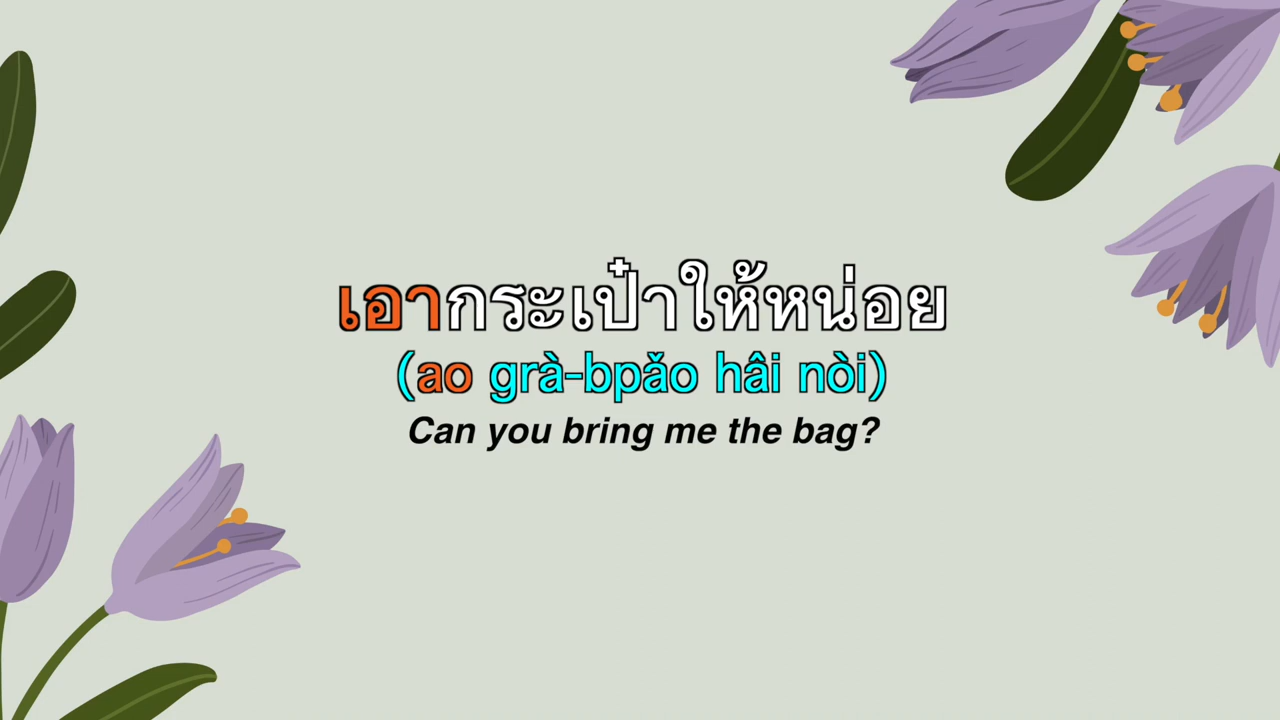 เอากระเป๋าให้หน่อย
(ao grà-bpǎo hâi nòi)
Can you bring me the bag?